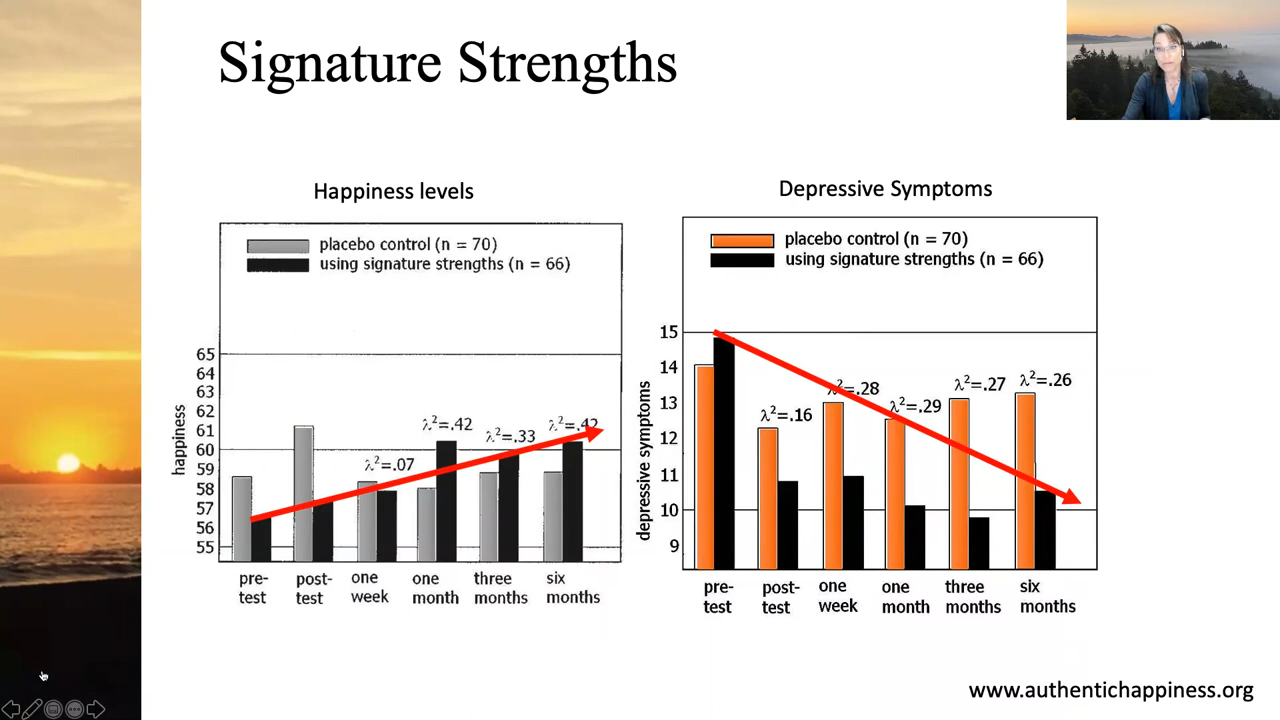 Signature Strengths
Happiness levels
placebo control (n = 70)
using signature strengths (n = 66)
happiness
65
64
63
62
61
60
59
58
57
56
55
λ²=.07
λ²=.42
λ²=.33
λ²=.42
pre-
test
post-
test
one
week
one
month
three
months
six
months
Depressive Symptoms
placebo control (n = 70)
using signature strengths (n = 66)
depressive symptoms
15
14
13
12
11
10
9
λ²=.16
λ²=.28
λ²=.29
λ²=.27
λ²=.26
pre-
test
post-
test
one
week
one
month
three
months
six
months
www.authentichappiness.org